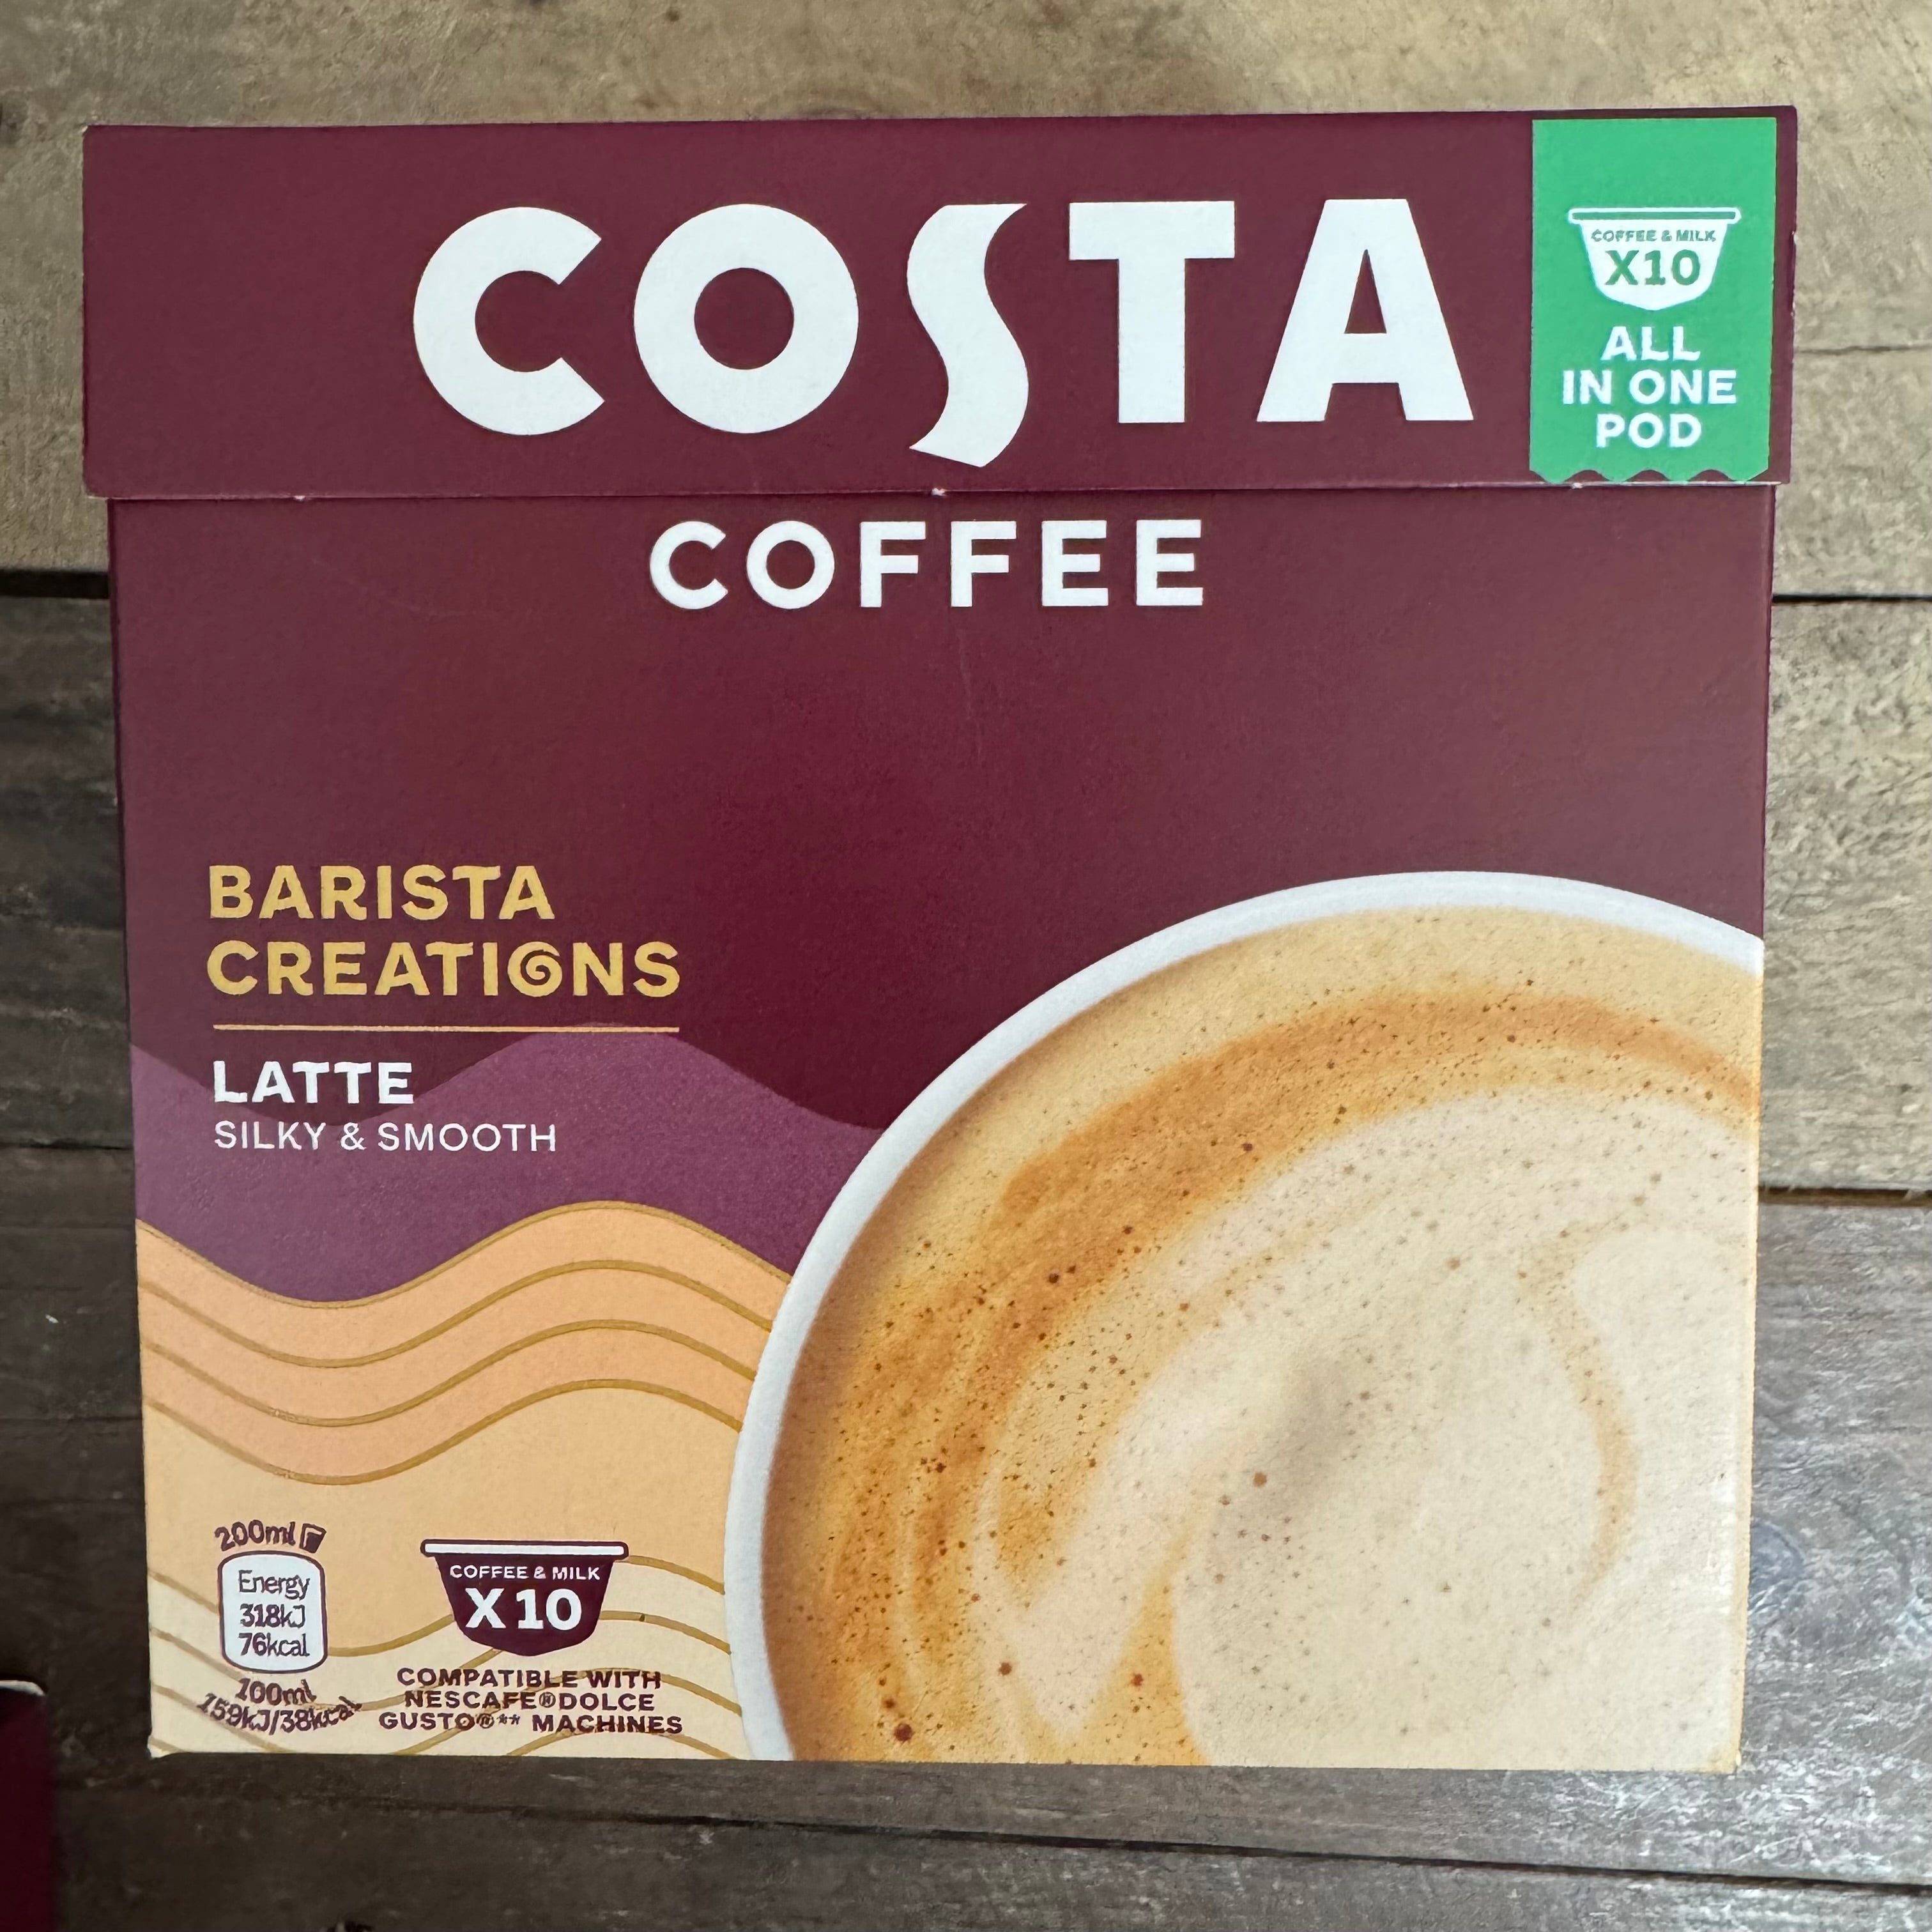 COSTA
COFFEE & MILK
X10
ALL
IN ONE
POD
COFFEE
BARISTA
CREATIONS
LATTE
SILKY & SMOOTH
200ml
Energy
318kJ
76kcal
100ml
159kJ/38kcal
COFFEE & MILK
X 10
COMPATIBLE WITH
NESCAFE®DOLCE
GUSTO®** MACHINES